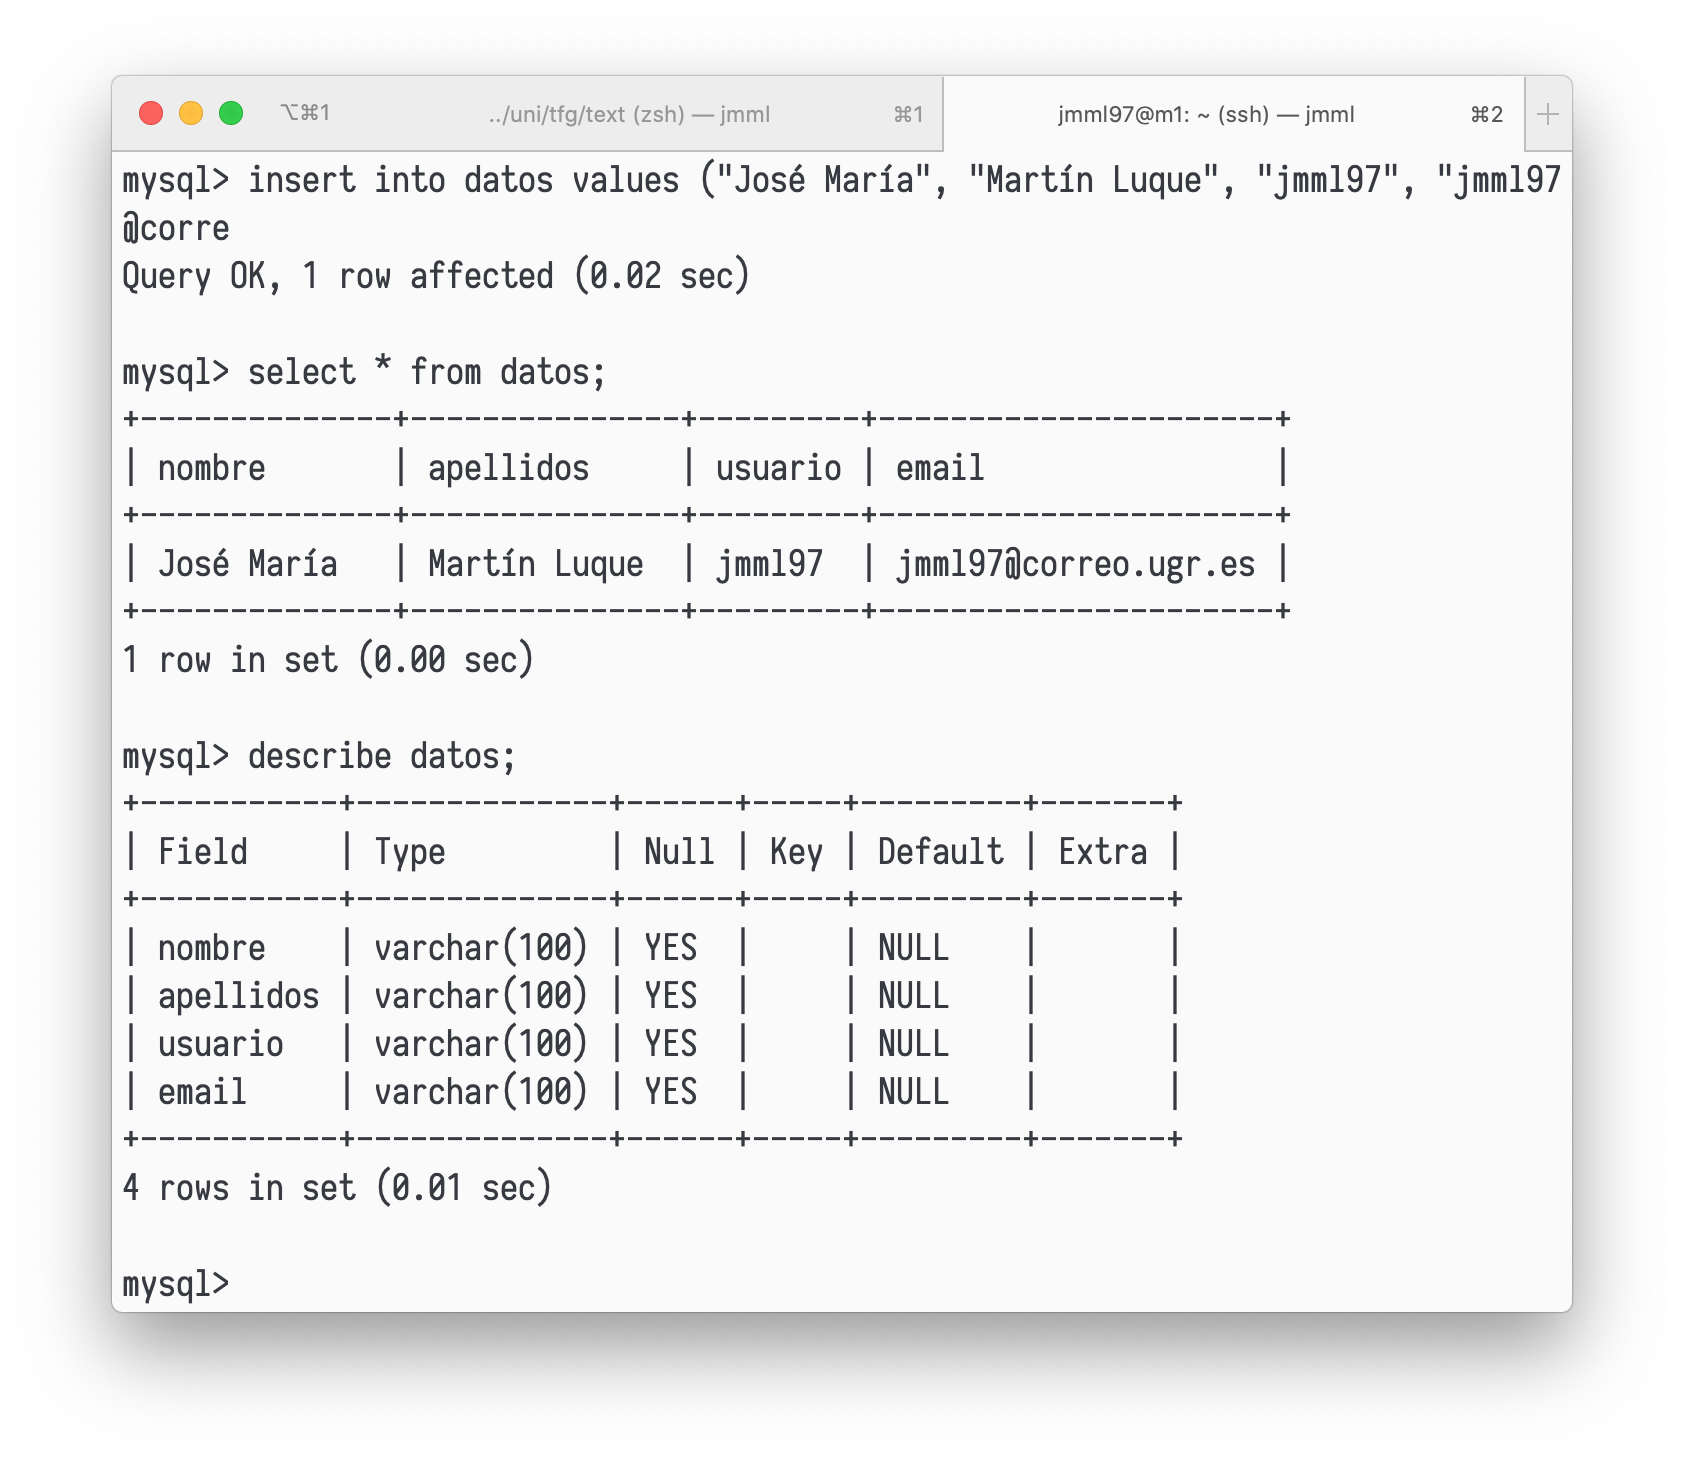 ⌥⌘1 ../uni/tfg/text (zsh) — jmml ⌘1 jmml97@m1: ~ (ssh) — jmml ⌘2 +
mysql> insert into datos values ("José María", "Martín Luque", "jmml97", "jmml97
@corre
Query OK, 1 row affected (0.02 sec)
mysql> select * from datos;
+--------------+---------------+---------+----------------------+
| nombre       | apellidos     | usuario | email                |
+--------------+---------------+---------+----------------------+
| José María   | Martín Luque  | jmml97  | jmml97@correo.ugr.es |
+--------------+---------------+---------+----------------------+
1 row in set (0.00 sec)
mysql> describe datos;
+-----------+--------------+------+-----+---------+-------+
| Field     | Type         | Null | Key | Default | Extra |
+-----------+--------------+------+-----+---------+-------+
| nombre    | varchar(100) | YES  |     | NULL    |       |
| apellidos | varchar(100) | YES  |     | NULL    |       |
| usuario   | varchar(100) | YES  |     | NULL    |       |
| email     | varchar(100) | YES  |     | NULL    |       |
+-----------+--------------+------+-----+---------+-------+
4 rows in set (0.01 sec)
mysql>